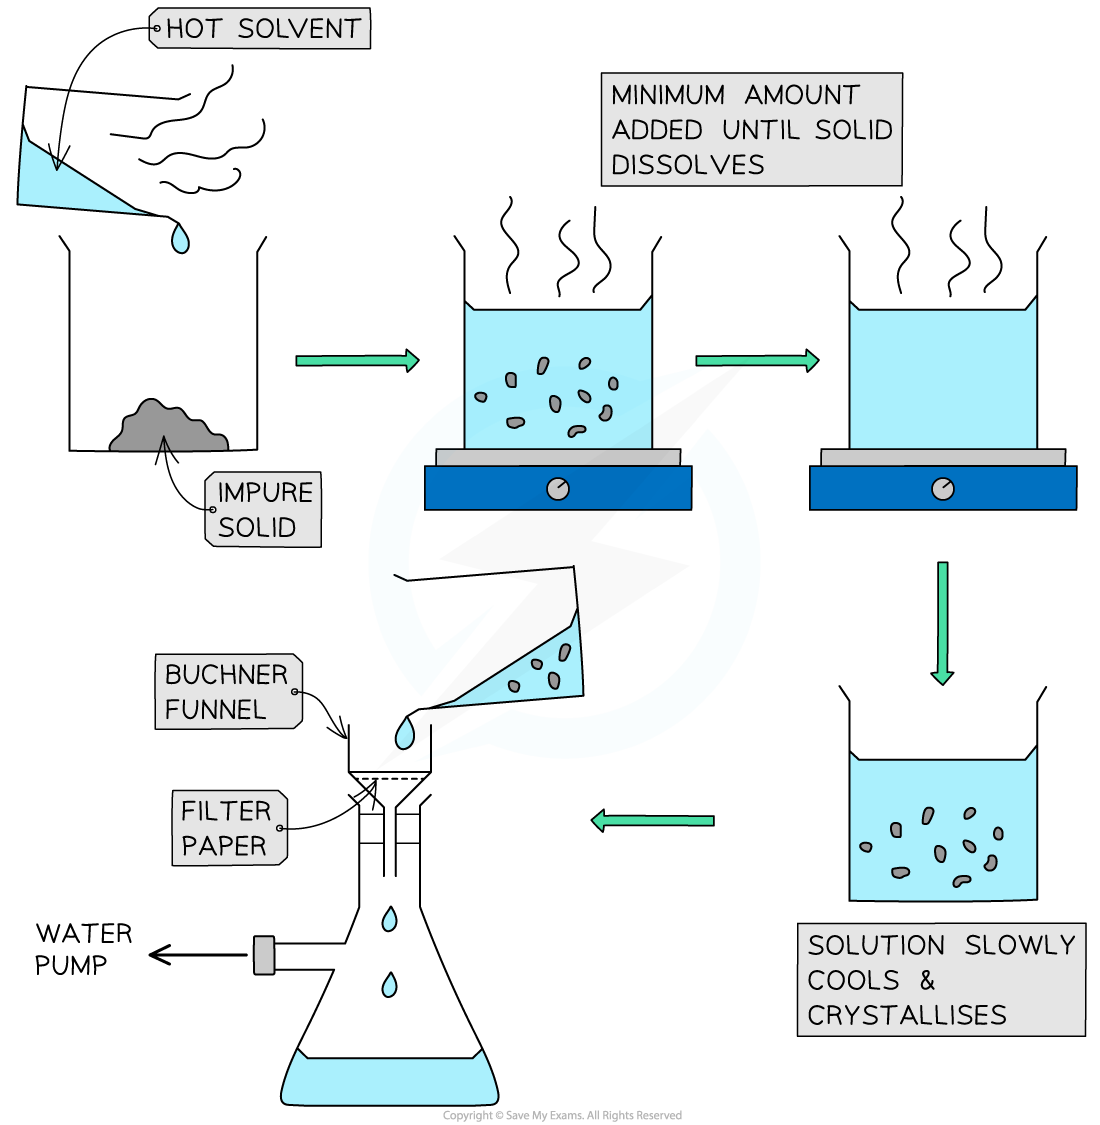 HOT SOLVENT
MINIMUM AMOUNT
ADDED UNTIL SOLID
DISSOLVES
IMPURE
SOLID
BUCHNER
FUNNEL
FILTER
PAPER
WATER
PUMP
SOLUTION SLOWLY
COOLS &
CRYSTALLISES
Copyright © Save My Exams. All Rights Reserved